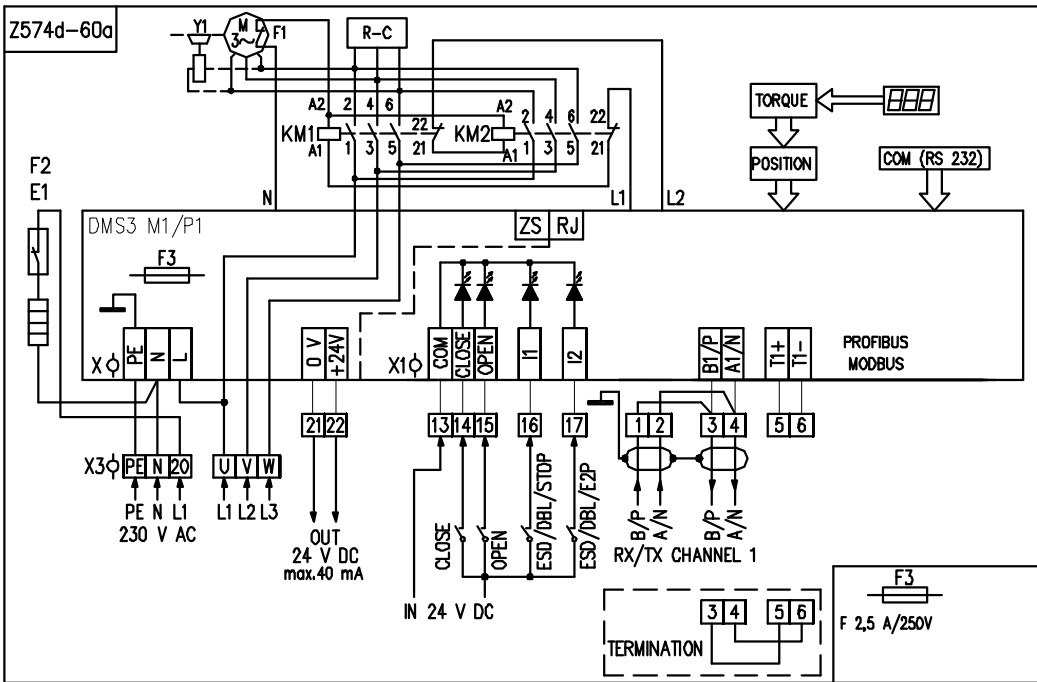 Z574d-60a
Y1
M
3~
F1
R-C
A2 2 4 6
KM1
22
A1 1 3 5
21
A2 2 4 6 22
KM2
A1 1 3 5 21
TORQUE
POSITION
COM (RS 232)
F2
E1
N
L1
L2
DMS3 M1/P1
ZS RJ
F3
X
PE N L
0 V +24V
X1
COM CLOSE OPEN I1 I2
B1/P A1/N
T1+ T1-
PROFIBUS
MODBUS
21 22
13 14 15 16 17
1 2 3 4 5 6
X3
PE N 20 U V W
PE N L1
230 V AC
L1 L2 L3
OUT
24 V DC
max.40 mA
CLOSE
OPEN
ESD/DBL/STOP
ESD/DBL/E2P
B/P A/N B/P A/N
RX/TX CHANNEL 1
IN 24 V DC
TERMINATION
3 4 5 6
F3
F 2,5 A/250V